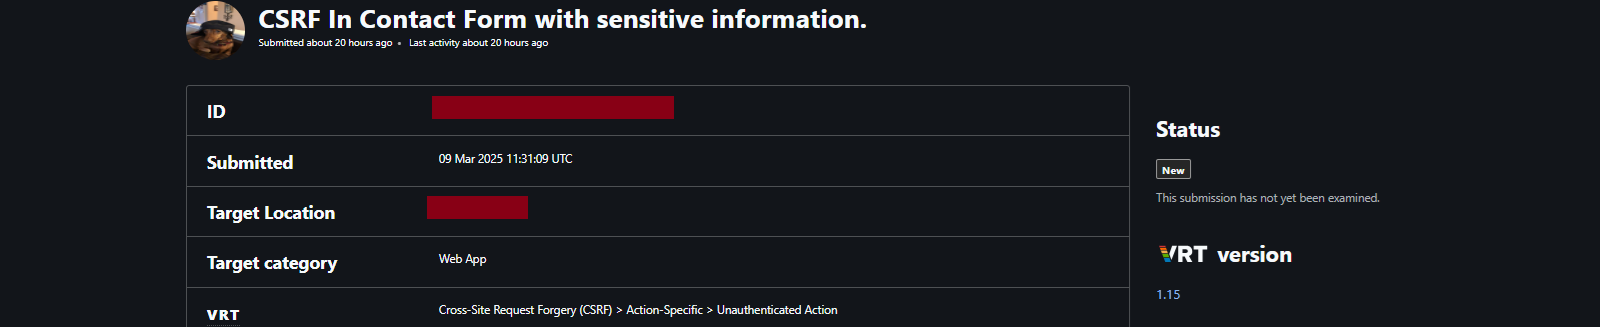 CSRF In Contact Form with sensitive information.
Submitted about 20 hours ago • Last activity about 20 hours ago
ID
Submitted 09 Mar 2025 11:31:09 UTC
Target Location
Target category Web App
VRT Cross-Site Request Forgery (CSRF) > Action-Specific > Unauthenticated Action
Status
New
This submission has not yet been examined.
VRT version
1.15